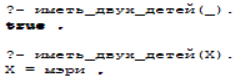 ?- иметь_двух_детей(_).
true .
?- иметь_двух_детей(X).
X = мэри .